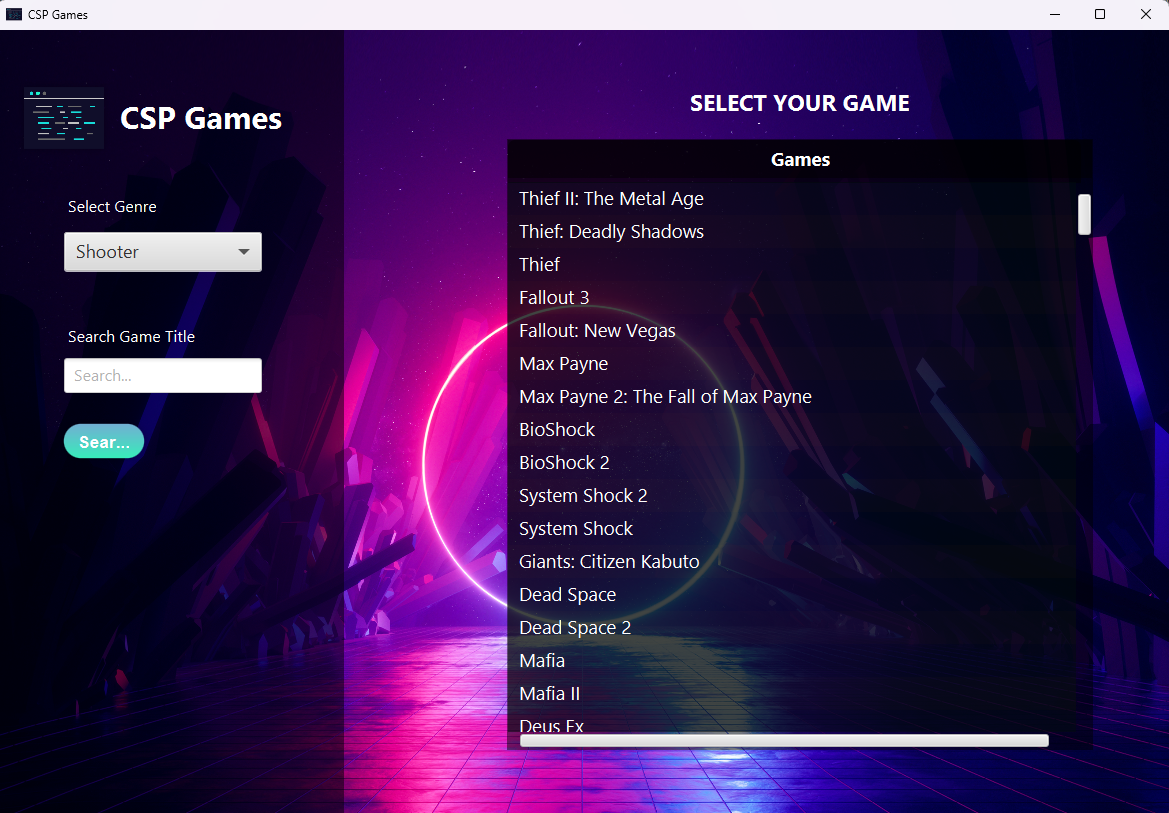 CSP Games
CSP Games
Select Genre
Shooter
Search Game Title
Search...
Sear...
SELECT YOUR GAME
Games
Thief II: The Metal Age
Thief: Deadly Shadows
Thief
Fallout 3
Fallout: New Vegas
Max Payne
Max Payne 2: The Fall of Max Payne
BioShock
BioShock 2
System Shock 2
System Shock
Giants: Citizen Kabuto
Dead Space
Dead Space 2
Mafia
Mafia II
Deus Ex